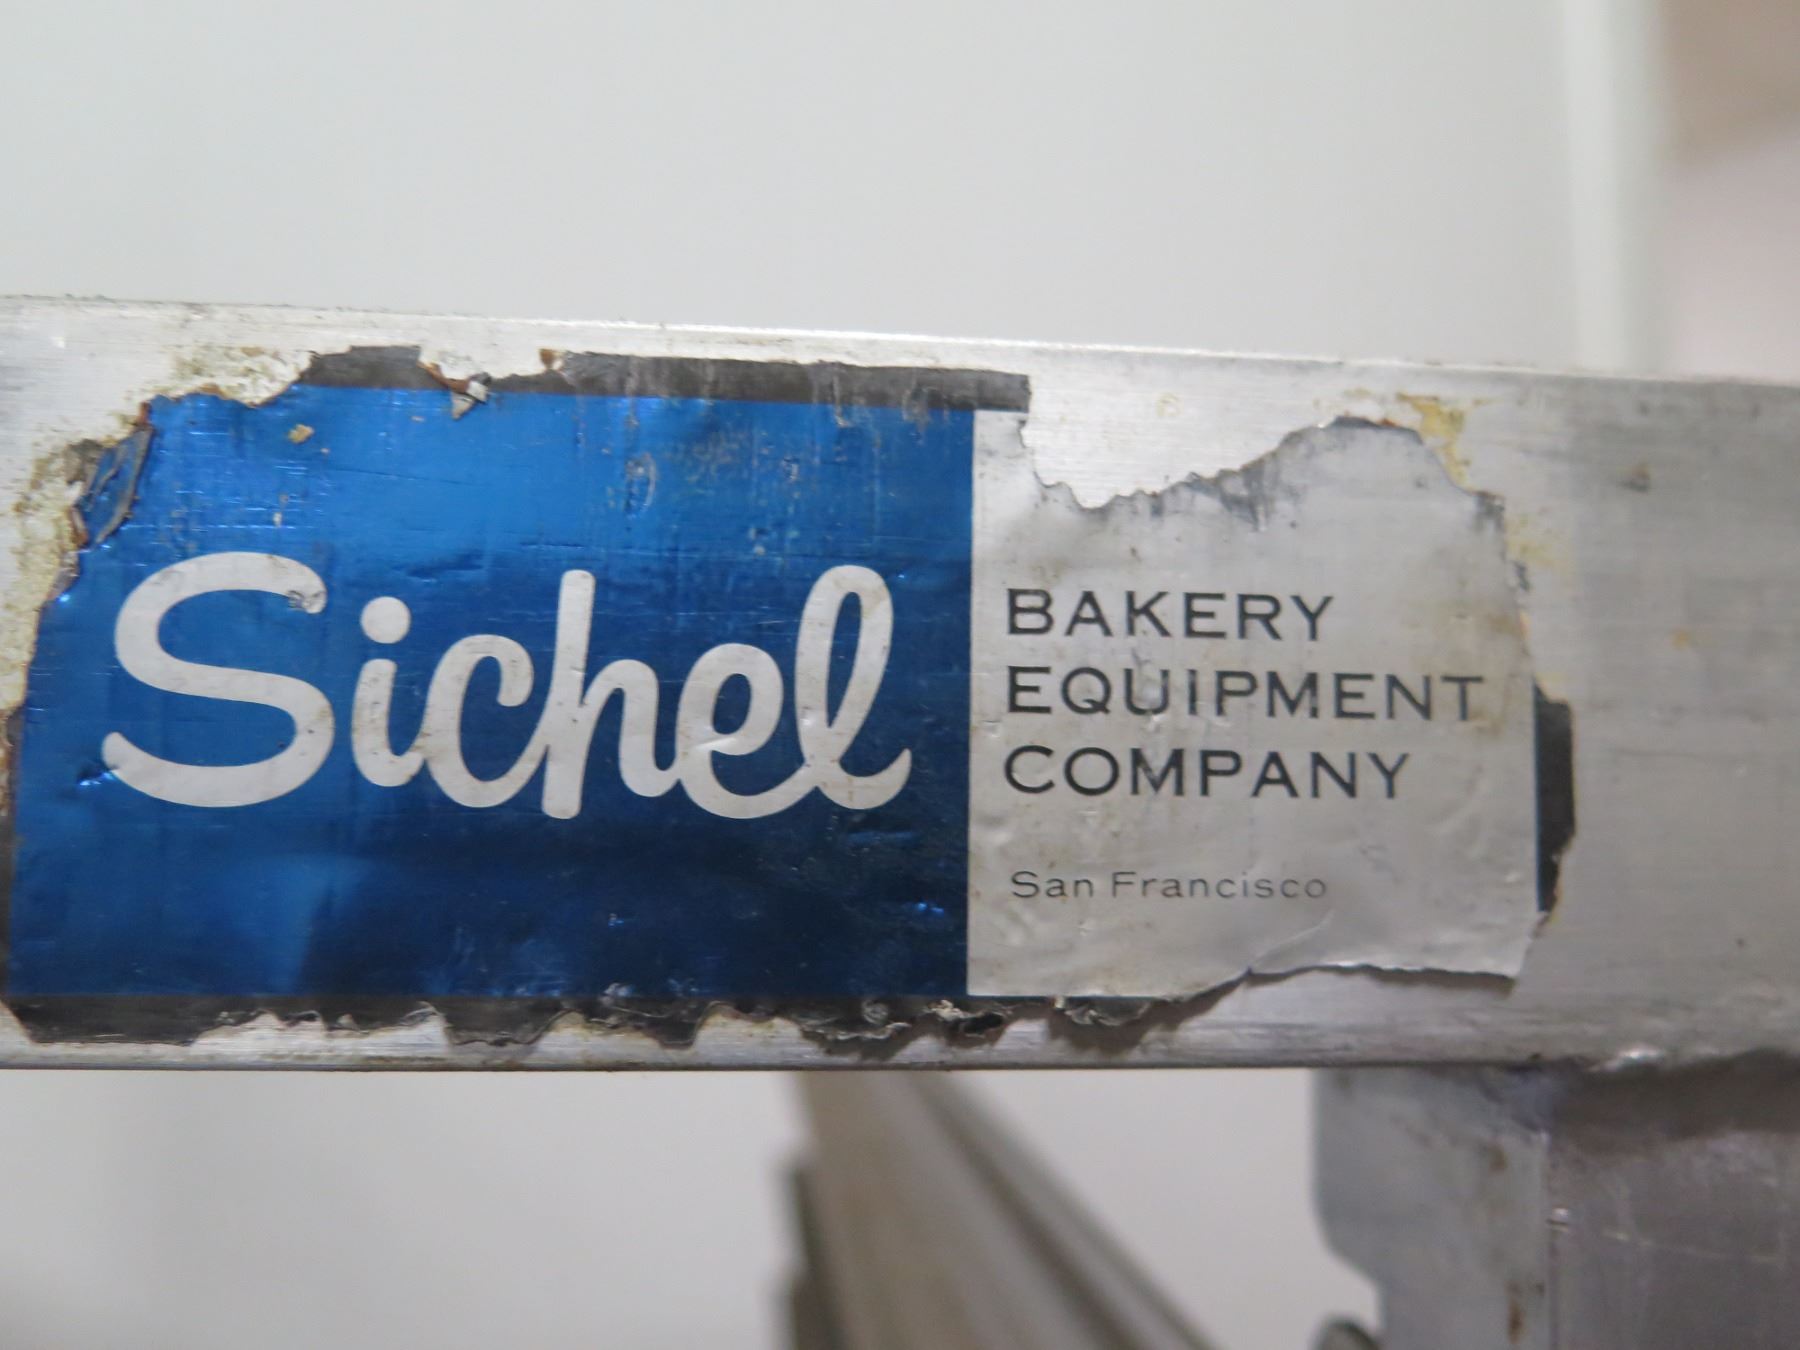 Sichel
BAKERY
EQUIPMENT
COMPANY
San Francisco